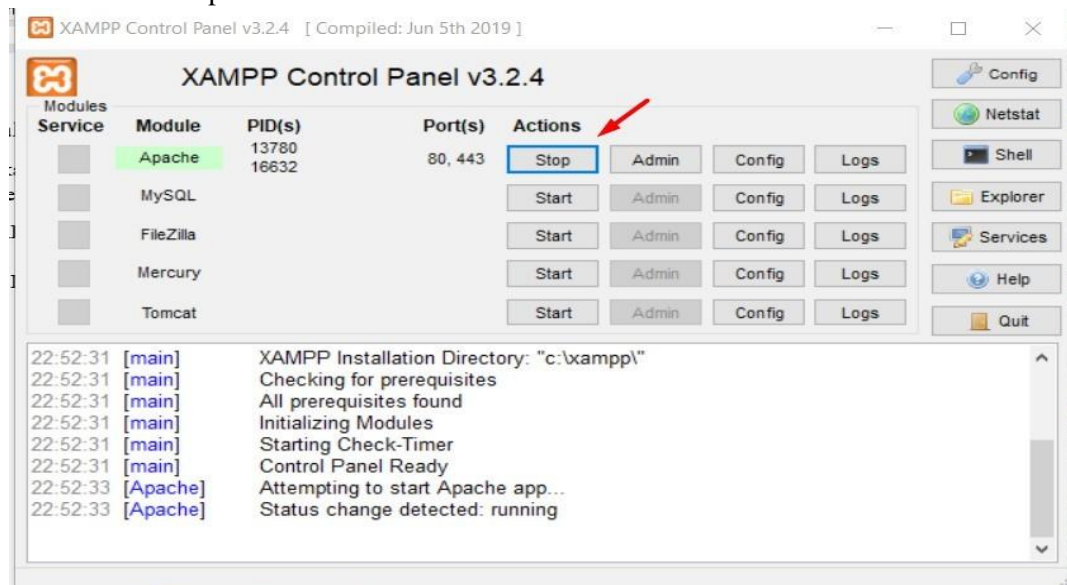 XAMPP Control Panel v3.2.4 [ Compiled: Jun 5th 2019 ]
XAMPP Control Panel v3.2.4
Config
Modules
Service Module PID(s) Port(s) Actions
Netstat
Apache 13780 16632 80, 443 Stop Admin Config Logs
Shell
MySQL Start Admin Config Logs
Explorer
FileZilla Start Admin Config Logs
Services
Mercury Start Admin Config Logs
Help
Tomcat Start Admin Config Logs
Quit
22:52:31 [main] XAMPP Installation Directory: "c:\xampp\"
22:52:31 [main] Checking for prerequisites
22:52:31 [main] All prerequisites found
22:52:31 [main] Initializing Modules
22:52:31 [main] Starting Check-Timer
22:52:31 [main] Control Panel Ready
22:52:33 [Apache] Attempting to start Apache app...
22:52:33 [Apache] Status change detected: running